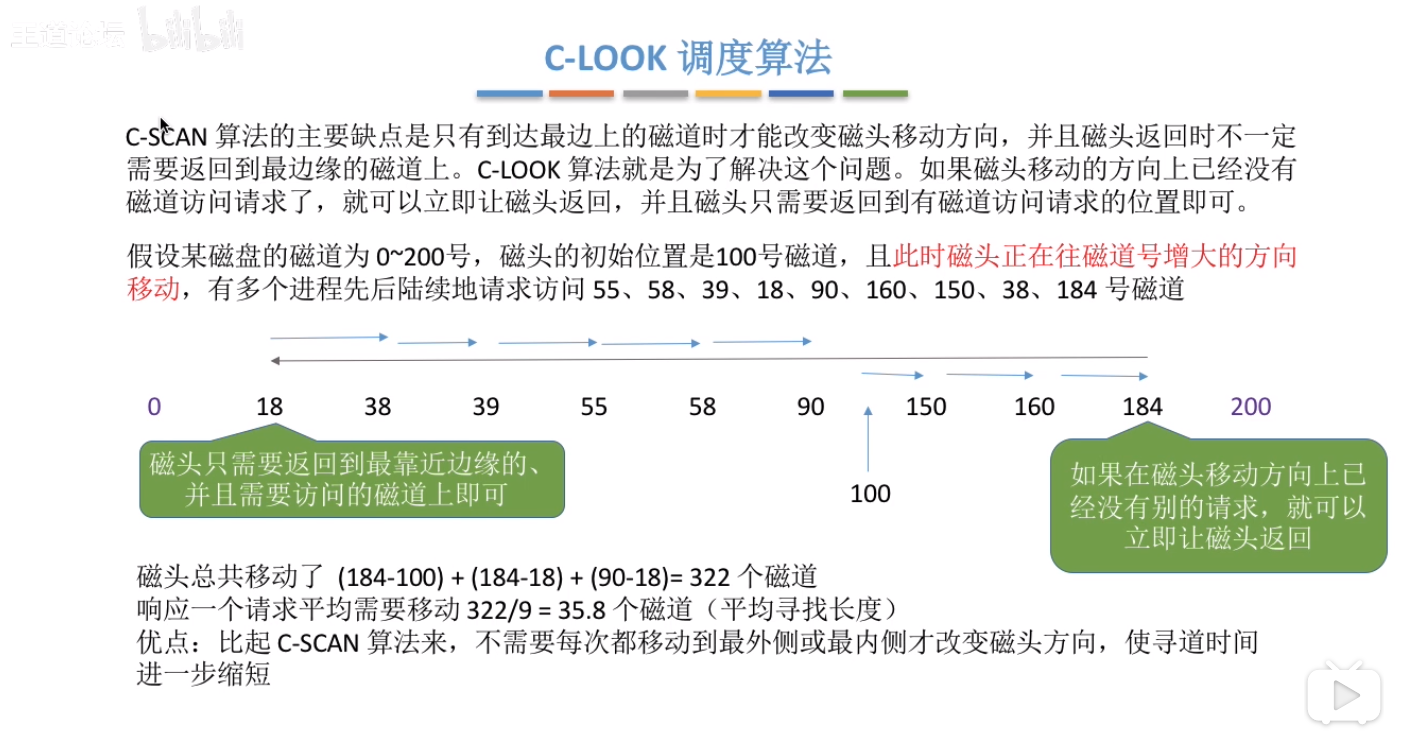 王道论坛 bilibili
C-LOOK 调度算法
C-SCAN 算法的主要缺点是只有到达最边上的磁道时才能改变磁头移动方向，并且磁头返回时不一定
需要返回到最边缘的磁道上。C-LOOK 算法就是为了解决这个问题。如果磁头移动的方向上已经没有
磁道访问请求了，就可以立即让磁头返回，并且磁头只需要返回到有磁道访问请求的位置即可。
假设某磁盘的磁道为 0~200号，磁头的初始位置是100号磁道，且此时磁头正在往磁道号增大的方向
移动，有多个进程先后陆续地请求访问 55、58、39、18、90、160、150、38、184 号磁道
0 18 38 39 55 58 90 150 160 184 200
100
磁头只需要返回到最靠近边缘的、
并且需要访问的磁道上即可
如果在磁头移动方向上已
经没有别的请求，就可以
立即让磁头返回
磁头总共移动了 (184-100) + (184-18) + (90-18)= 322 个磁道
响应一个请求平均需要移动 322/9 = 35.8 个磁道（平均寻找长度）
优点：比起 C-SCAN 算法来，不需要每次都移动到最外侧或最内侧才改变磁头方向，使寻道时间
进一步缩短